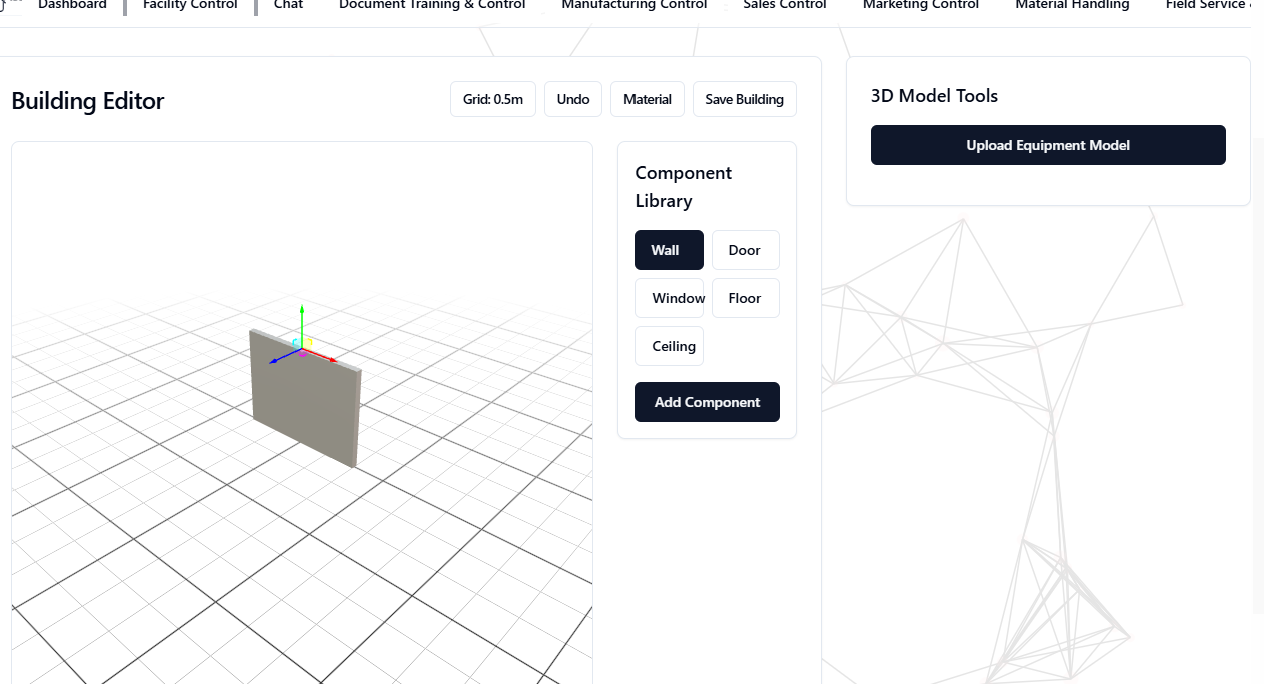 Dashboard Facility Control Chat Document Training & Control Manufacturing Control Sales Control Marketing Control Material Handling Field Service
Building Editor
Grid: 0.5m Undo Material Save Building
3D Model Tools
Upload Equipment Model
Component
Library
Wall Door
Window Floor
Ceiling
Add Component